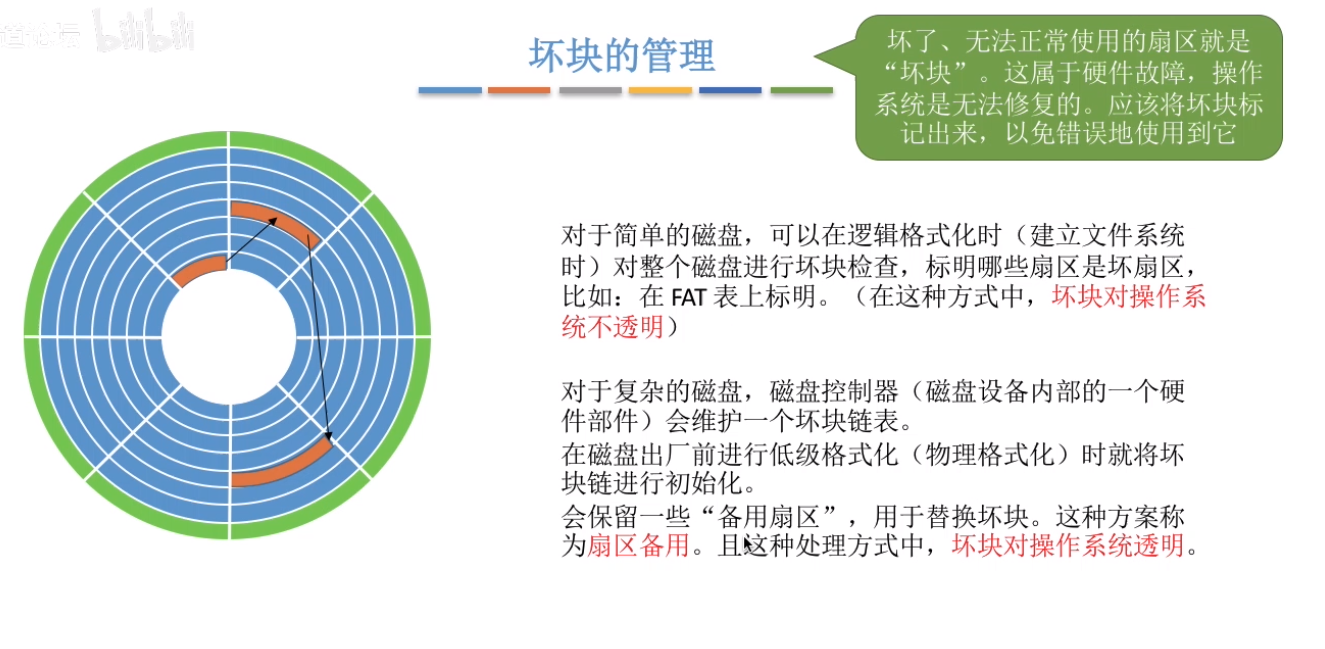 bilibili
坏块的管理
坏了、无法正常使用的扇区就是
“坏块”。这属于硬件故障，操作
系统是无法修复的。应该将坏块标
记出来，以免错误地使用到它
对于简单的磁盘，可以在逻辑格式化时（建立文件系统
时）对整个磁盘进行坏块检查，标明哪些扇区是坏扇区，
比如：在 FAT 表上标明。（在这种方式中，坏块对操作系
统不透明）
对于复杂的磁盘，磁盘控制器（磁盘设备内部的一个硬
件部件）会维护一个坏块链表。
在磁盘出厂前进行低级格式化（物理格式化）时就将坏
块链进行初始化。
会保留一些“备用扇区”，用于替换坏块。这种方案称
为扇区备用。且这种处理方式中，坏块对操作系统透明。